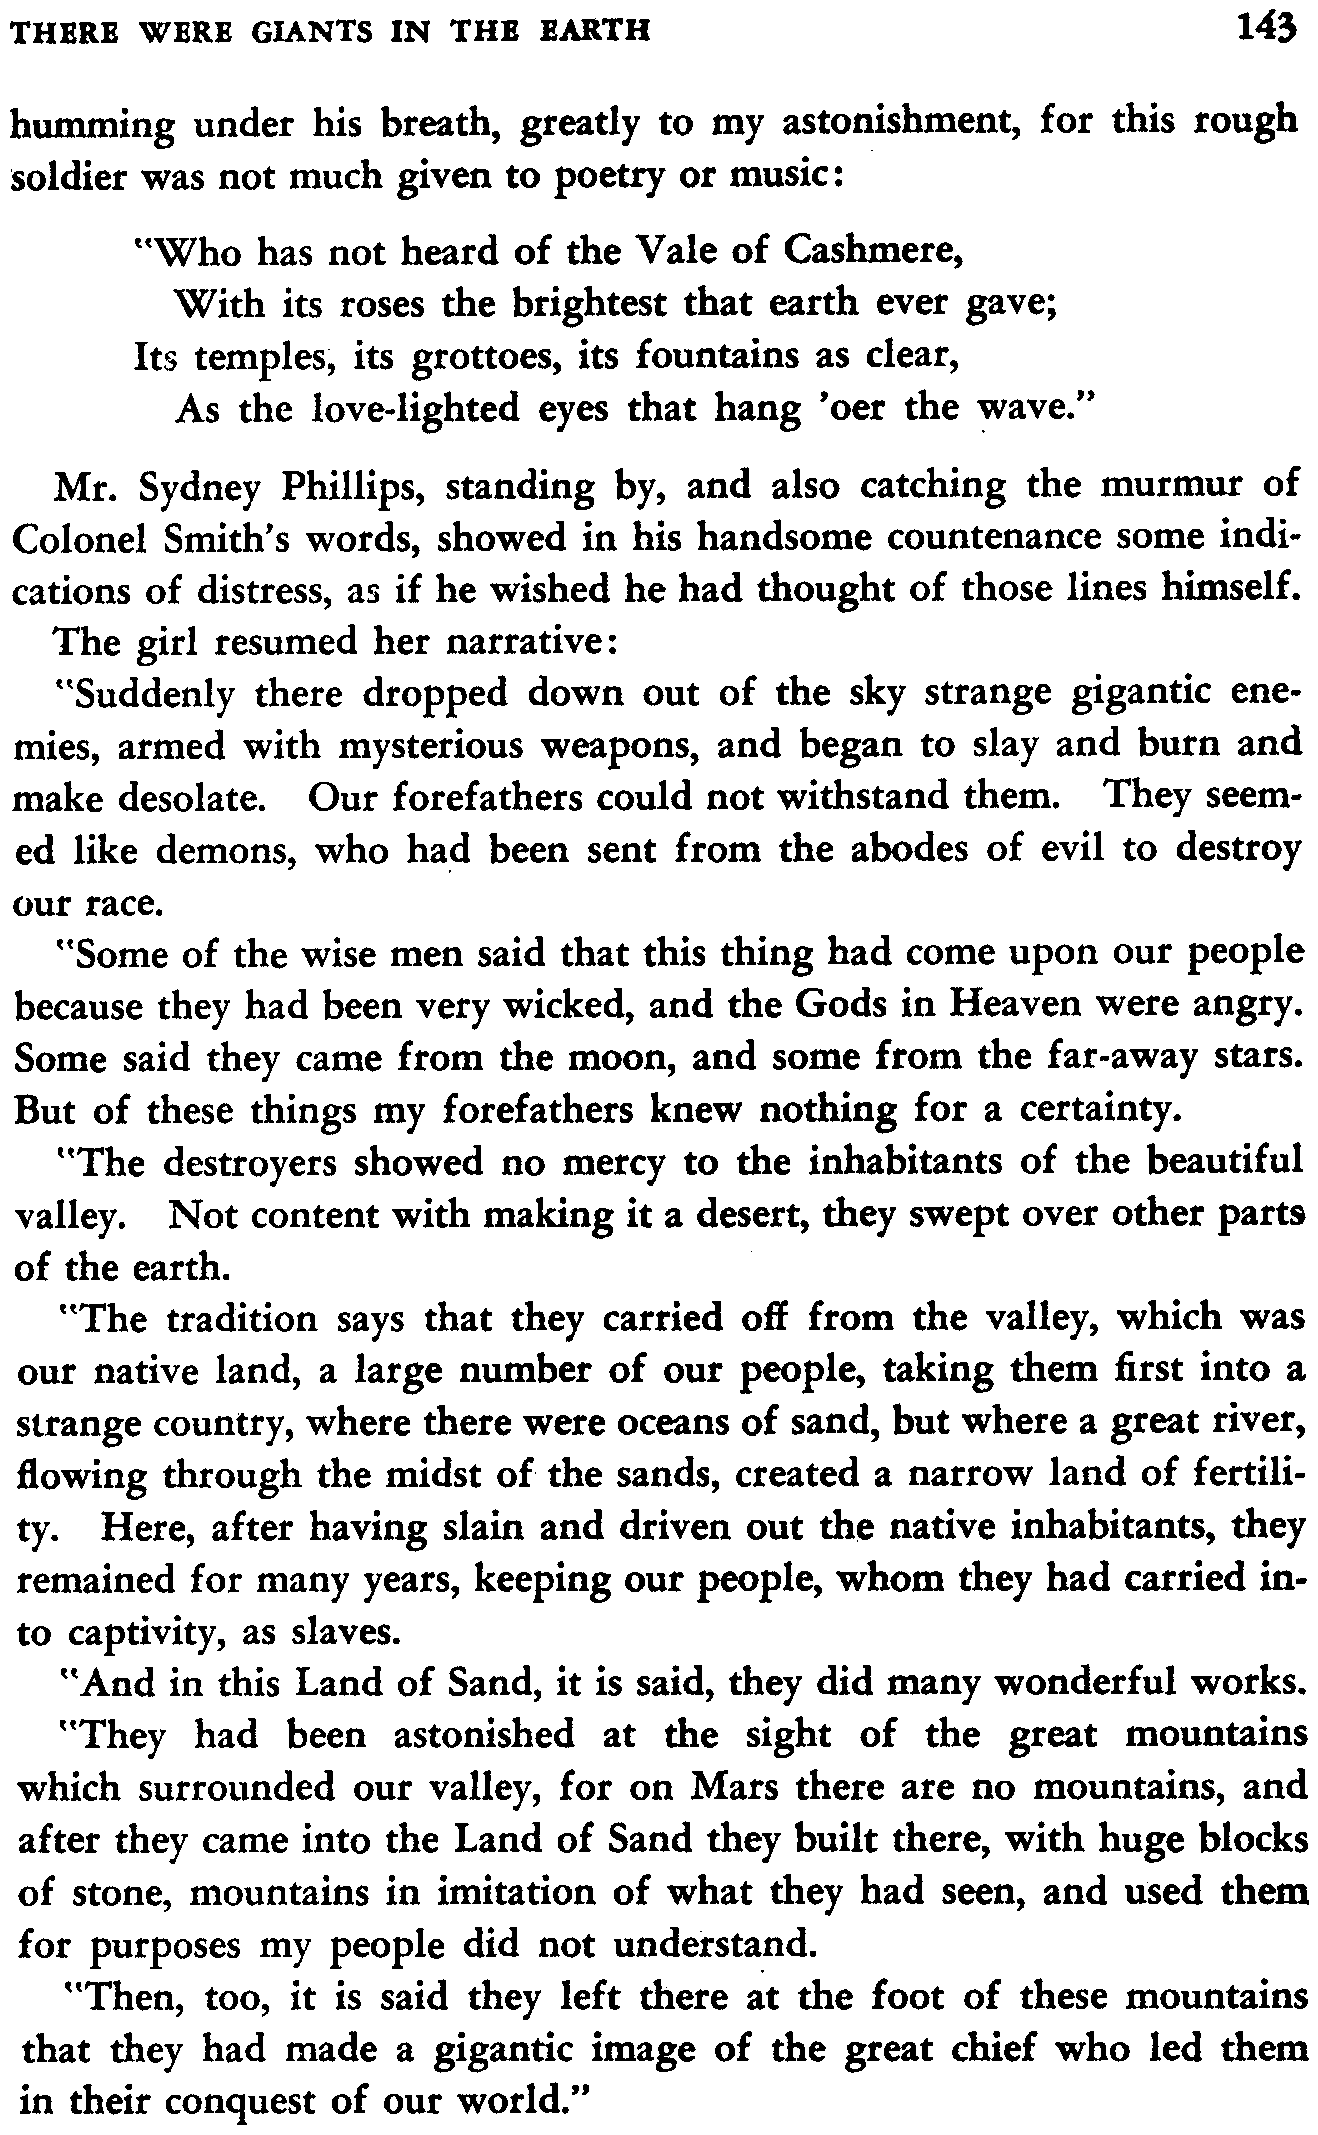 THERE WERE GIANTS IN THE EARTH 143
humming under his breath, greatly to my astonishment, for this rough
soldier was not much given to poetry or music:
"Who has not heard of the Vale of Cashmere,
With its roses the brightest that earth ever gave;
Its temples, its grottoes, its fountains as clear,
As the love-lighted eyes that hang 'oer the wave."
Mr. Sydney Phillips, standing by, and also catching the murmur of
Colonel Smith's words, showed in his handsome countenance some indi-
cations of distress, as if he wished he had thought of those lines himself.
The girl resumed her narrative:
"Suddenly there dropped down out of the sky strange gigantic ene-
mies, armed with mysterious weapons, and began to slay and burn and
make desolate. Our forefathers could not withstand them. They seem-
ed like demons, who had been sent from the abodes of evil to destroy
our race.
"Some of the wise men said that this thing had come upon our people
because they had been very wicked, and the Gods in Heaven were angry.
Some said they came from the moon, and some from the far-away stars.
But of these things my forefathers knew nothing for a certainty.
"The destroyers showed no mercy to the inhabitants of the beautiful
valley. Not content with making it a desert, they swept over other parts
of the earth.
"The tradition says that they carried off from the valley, which was
our native land, a large number of our people, taking them first into a
strange country, where there were oceans of sand, but where a great river,
flowing through the midst of the sands, created a narrow land of fertili-
ty. Here, after having slain and driven out the native inhabitants, they
remained for many years, keeping our people, whom they had carried in-
to captivity, as slaves.
"And in this Land of Sand, it is said, they did many wonderful works.
"They had been astonished at the sight of the great mountains
which surrounded our valley, for on Mars there are no mountains, and
after they came into the Land of Sand they built there, with huge blocks
of stone, mountains in imitation of what they had seen, and used them
for purposes my people did not understand.
"Then, too, it is said they left there at the foot of these mountains
that they had made a gigantic image of the great chief who led them
in their conquest of our world."